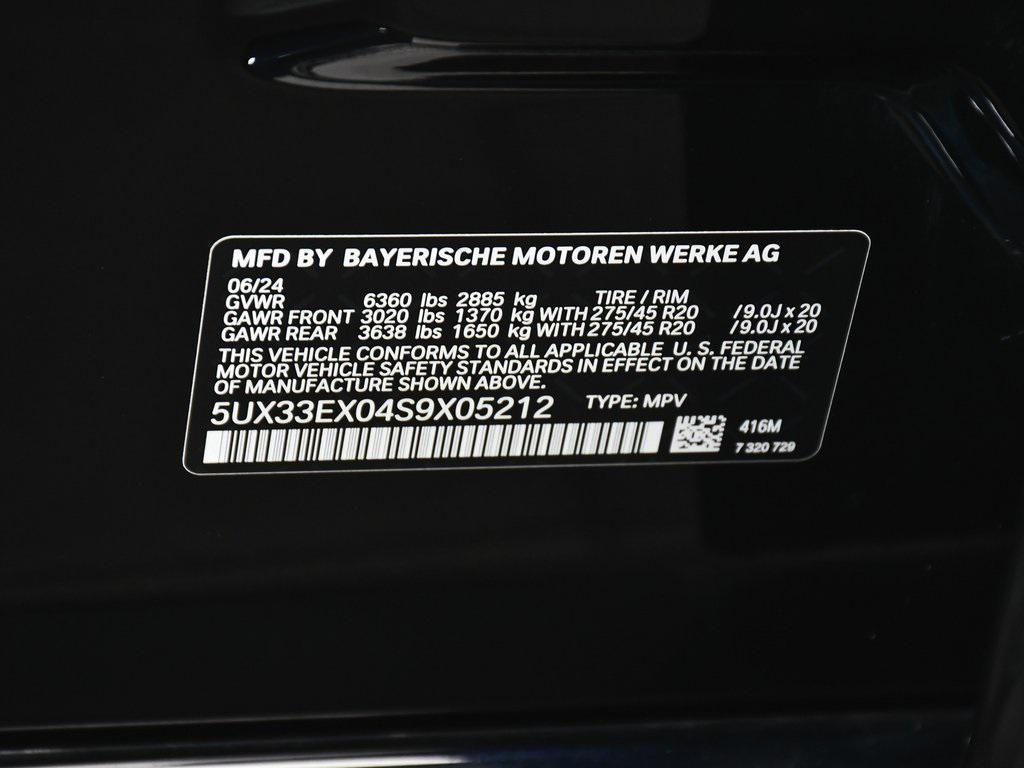 MFD BY BAYERISCHE MOTOREN WERKE AG
06/24
GVWR 6360 lbs 2885 kg TIRE / RIM
GAWR FRONT 3020 lbs 1370 kg WITH 275/45 R20 /9.0J x 20
GAWR REAR 3638 lbs 1650 kg WITH 275/45 R20 /9.0J x 20
THIS VEHICLE CONFORMS TO ALL APPLICABLE U. S. FEDERAL
MOTOR VEHICLE SAFETY STANDARDS IN EFFECT ON THE DATE
OF MANUFACTURE SHOWN ABOVE.
5UX33EX04S9X05212 TYPE: MPV
416M
7 320 729